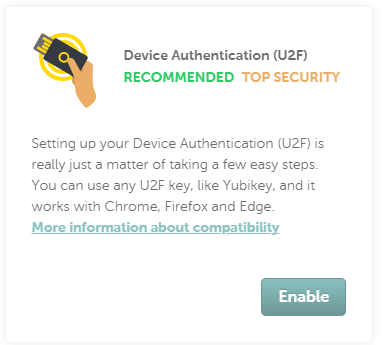 Device Authentication (U2F)
RECOMMENDED TOP SECURITY
Setting up your Device Authentication (U2F) is
really just a matter of taking a few easy steps.
You can use any U2F key, like Yubikey, and it
works with Chrome, Firefox and Edge.
More information about compatibility
Enable